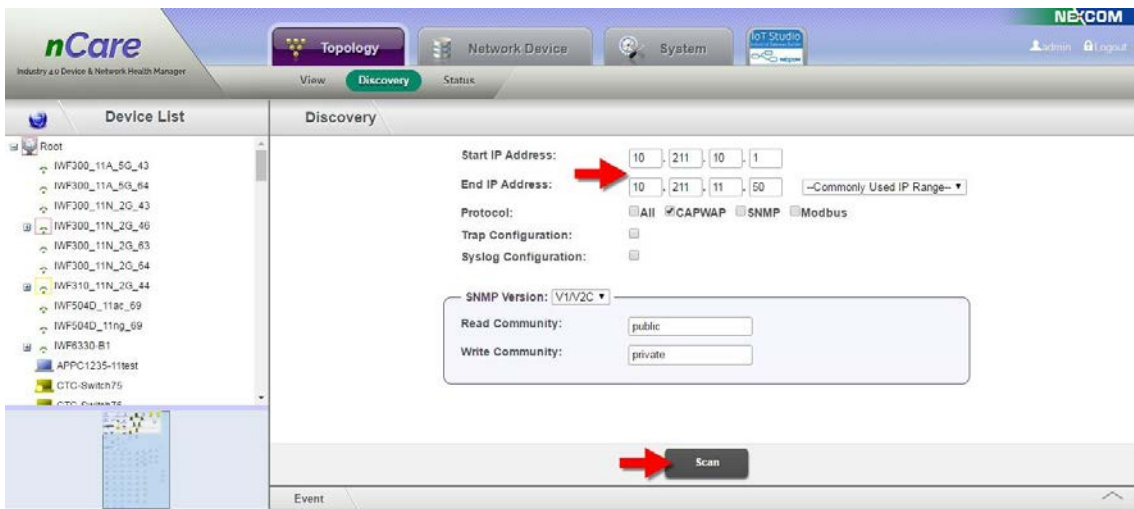 NEXCOM
nCare
Industry 4.0 Device & Network Health Manager
Topology
Network Device
System
IoT Studio
admin
Logout
View
Discovery
Status
Device List
Discovery
Root
IWF300_11A_5G_43
IWF300_11A_5G_64
IWF300_11N_2G_43
IWF300_11N_2G_46
IWF300_11N_2G_63
IWF300_11N_2G_64
IWF310_11N_2G_44
IWF504D_11ac_69
IWF504D_11ng_69
IWF6330-B1
APPC1235-11test
CTC-Switch75
Start IP Address: 10 . 211 . 10 . 1
End IP Address: 10 . 211 . 11 . 50 --Commonly Used IP Range--
Protocol: All CAPWAP SNMP Modbus
Trap Configuration:
Syslog Configuration:
SNMP Version: V1/V2C
Read Community: public
Write Community: private
Scan
Event